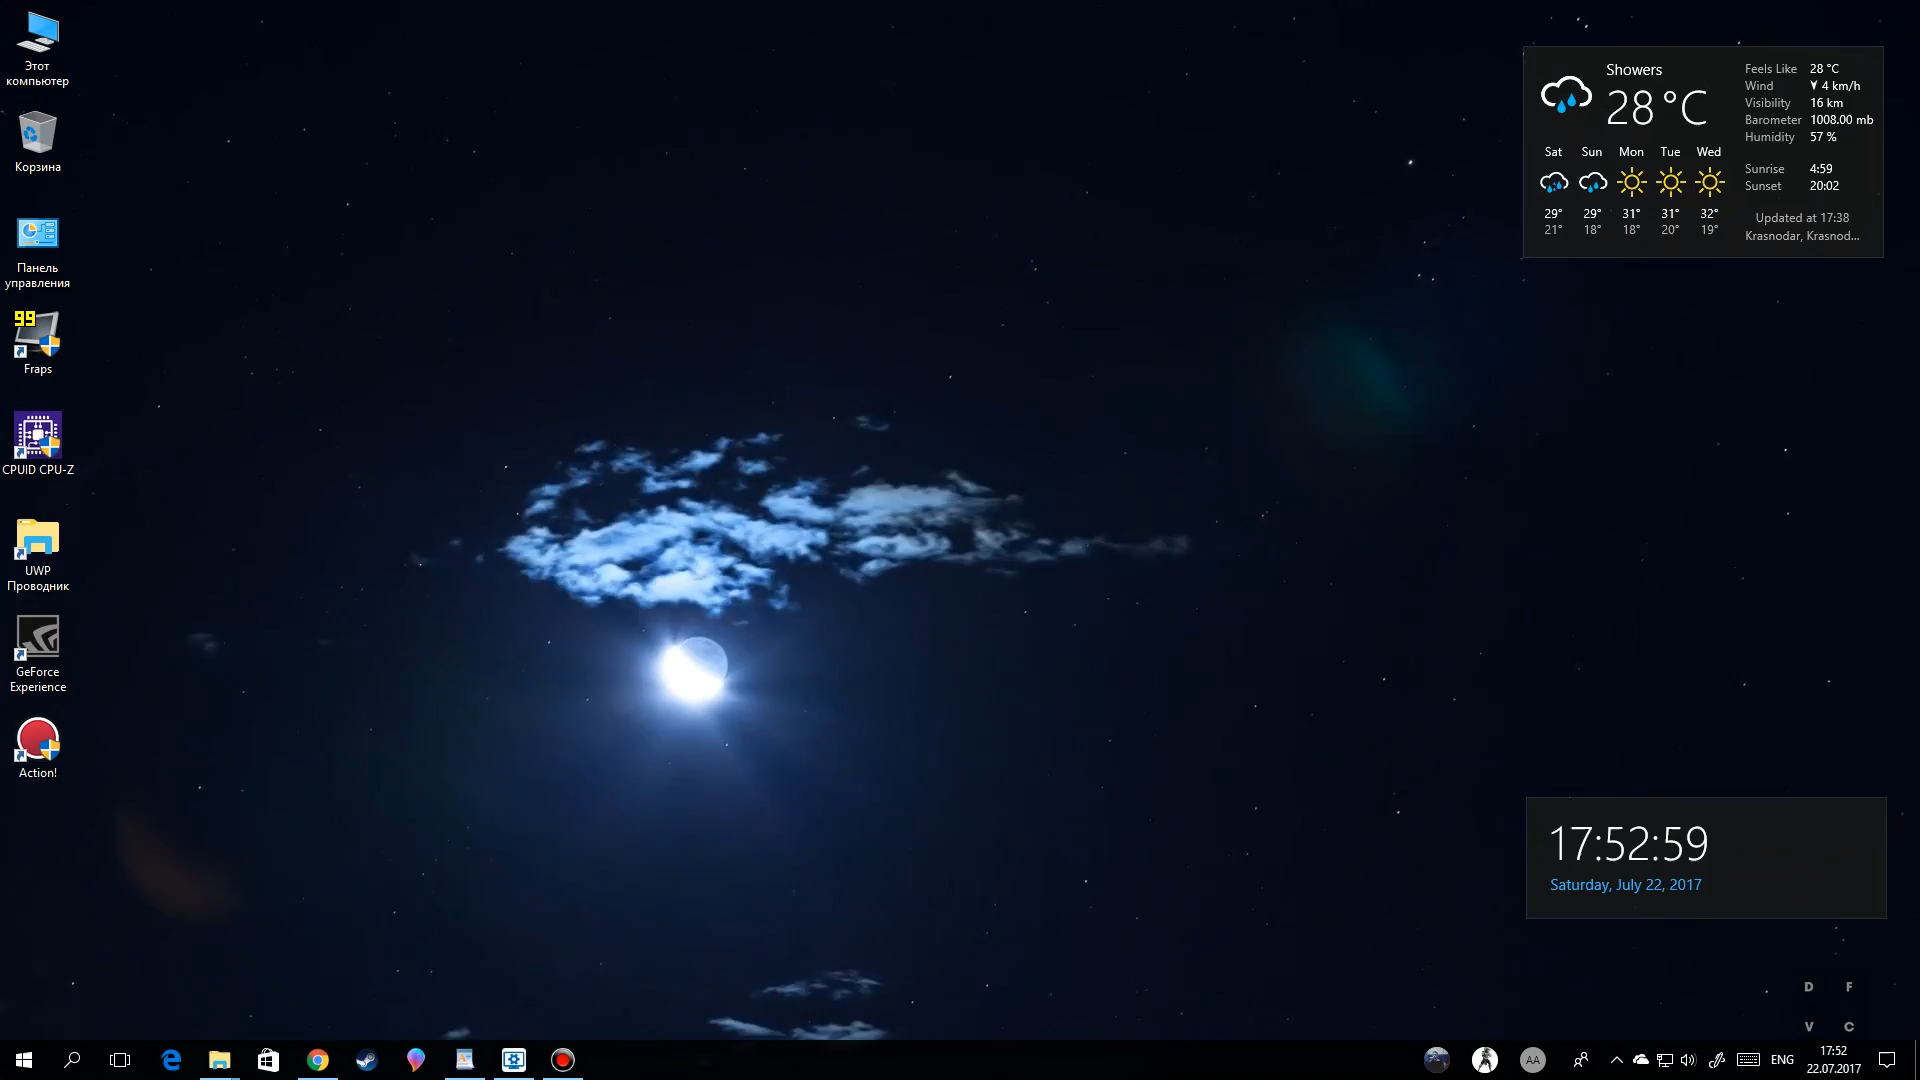 Этот
компьютер
Корзина
Панель
управления
99
Fraps
CPUID CPU-Z
UWP
Проводник
GeForce
Experience
Action!
Showers
28°C
Feels Like 28 °C
Wind 4 km/h
Visibility 16 km
Barometer 1008.00 mb
Humidity 57 %
Sunrise 4:59
Sunset 20:02
Updated at 17:38
Krasnodar, Krasnod...
Sat Sun Mon Tue Wed
29° 29° 31° 31° 32°
21° 18° 18° 20° 19°
17:52:59
Saturday, July 22, 2017
D F
V C
AA
ENG
17:52
22.07.2017